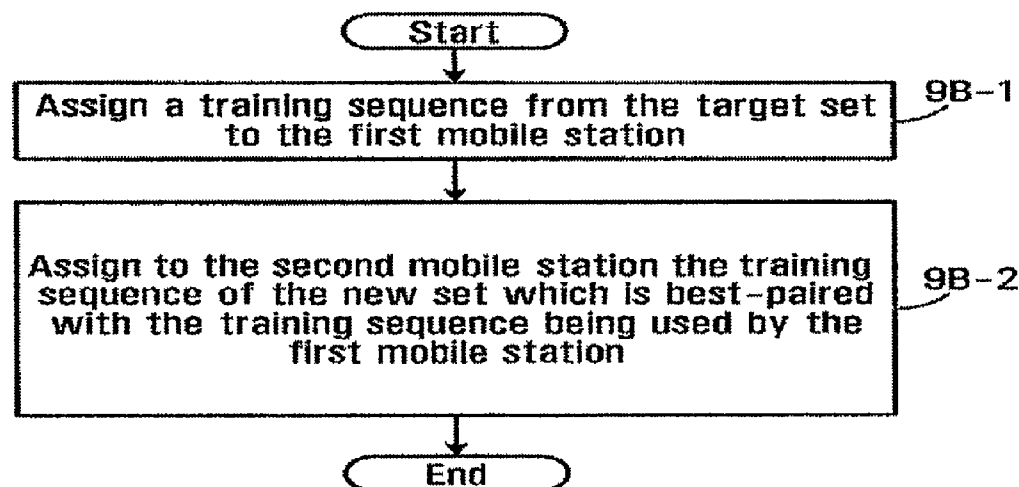 Start
Assign a training sequence from the target set
to the first mobile station
9B-1
Assign to the second mobile station the training
sequence of the new set which is best-paired
with the training sequence being used by the
first mobile station
9B-2
End